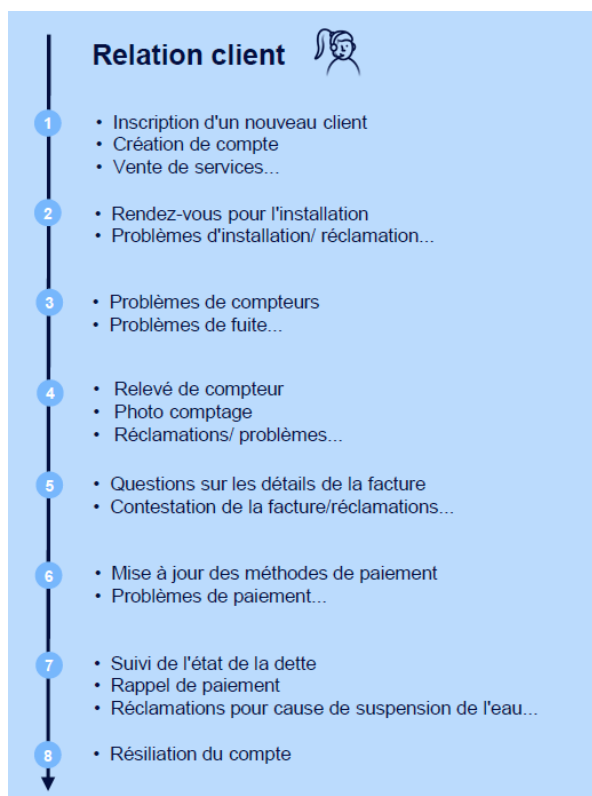 Relation client
1
• Inscription d'un nouveau client
• Création de compte
• Vente de services...
2
• Rendez-vous pour l'installation
• Problèmes d'installation/ réclamation...
3
• Problèmes de compteurs
• Problèmes de fuite...
4
• Relevé de compteur
• Photo comptage
• Réclamations/ problèmes...
5
• Questions sur les détails de la facture
• Contestation de la facture/réclamations...
6
• Mise à jour des méthodes de paiement
• Problèmes de paiement...
7
• Suivi de l'état de la dette
• Rappel de paiement
• Réclamations pour cause de suspension de l'eau...
8
• Résiliation du compte